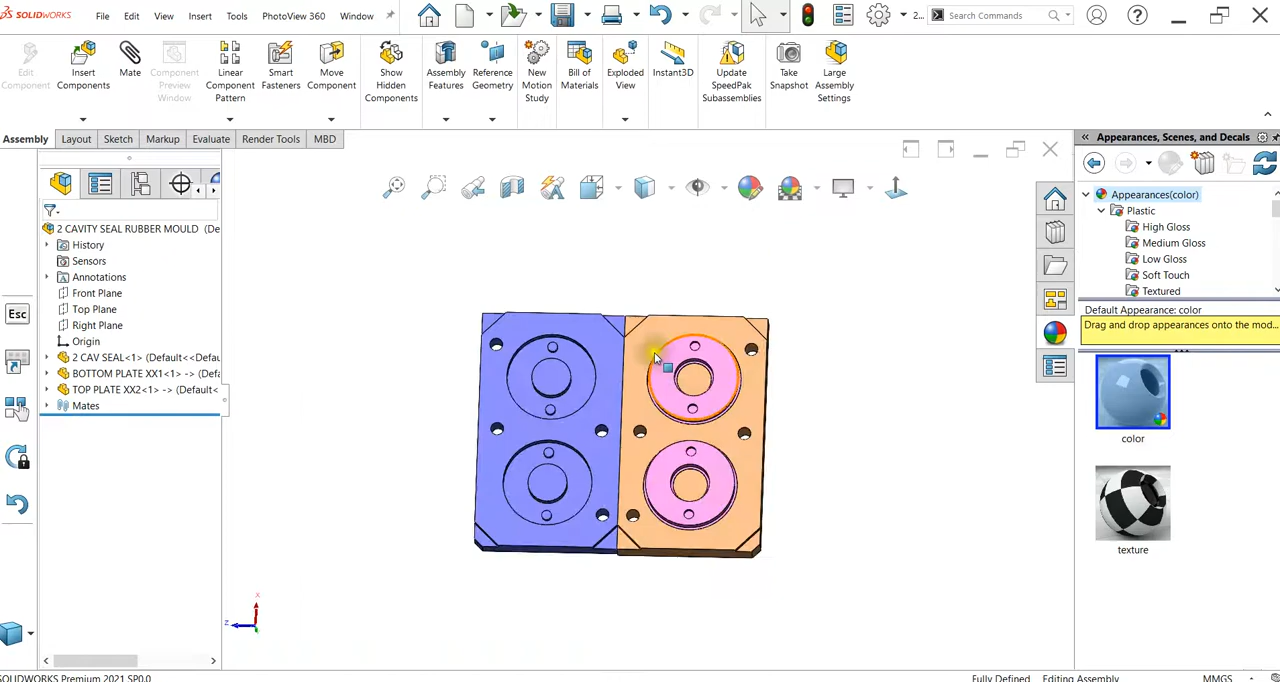 SOLIDWORKS File Edit View Insert Tools PhotoView 360 Window 2... Search Commands
Edit Component
Insert Components
Mate
Component Preview Window
Linear Component Pattern
Smart Fasteners
Move Component
Show Hidden Components
Assembly Features
Reference Geometry
New Motion Study
Bill of Materials
Exploded View
Instant3D
Update SpeedPak Subassemblies
Take Snapshot
Large Assembly Settings
Assembly Layout Sketch Markup Evaluate Render Tools MBD
2 CAVITY SEAL RUBBER MOULD (De
History
Sensors
Annotations
Front Plane
Top Plane
Right Plane
Origin
2 CAV SEAL<1> (Default<<Defau
BOTTOM PLATE XX1<1> -> (Defau
TOP PLATE XX2<1> -> (Default<
Mates
Esc
x
z
Appearances, Scenes, and Decals
Appearances(color)
Plastic
High Gloss
Medium Gloss
Low Gloss
Soft Touch
Textured
Default Appearance: color
Drag and drop appearances onto the mod...
color
texture
SOLIDWORKS Premium 2021 SP0.0 Fully Defined Editing Assembly MMGS